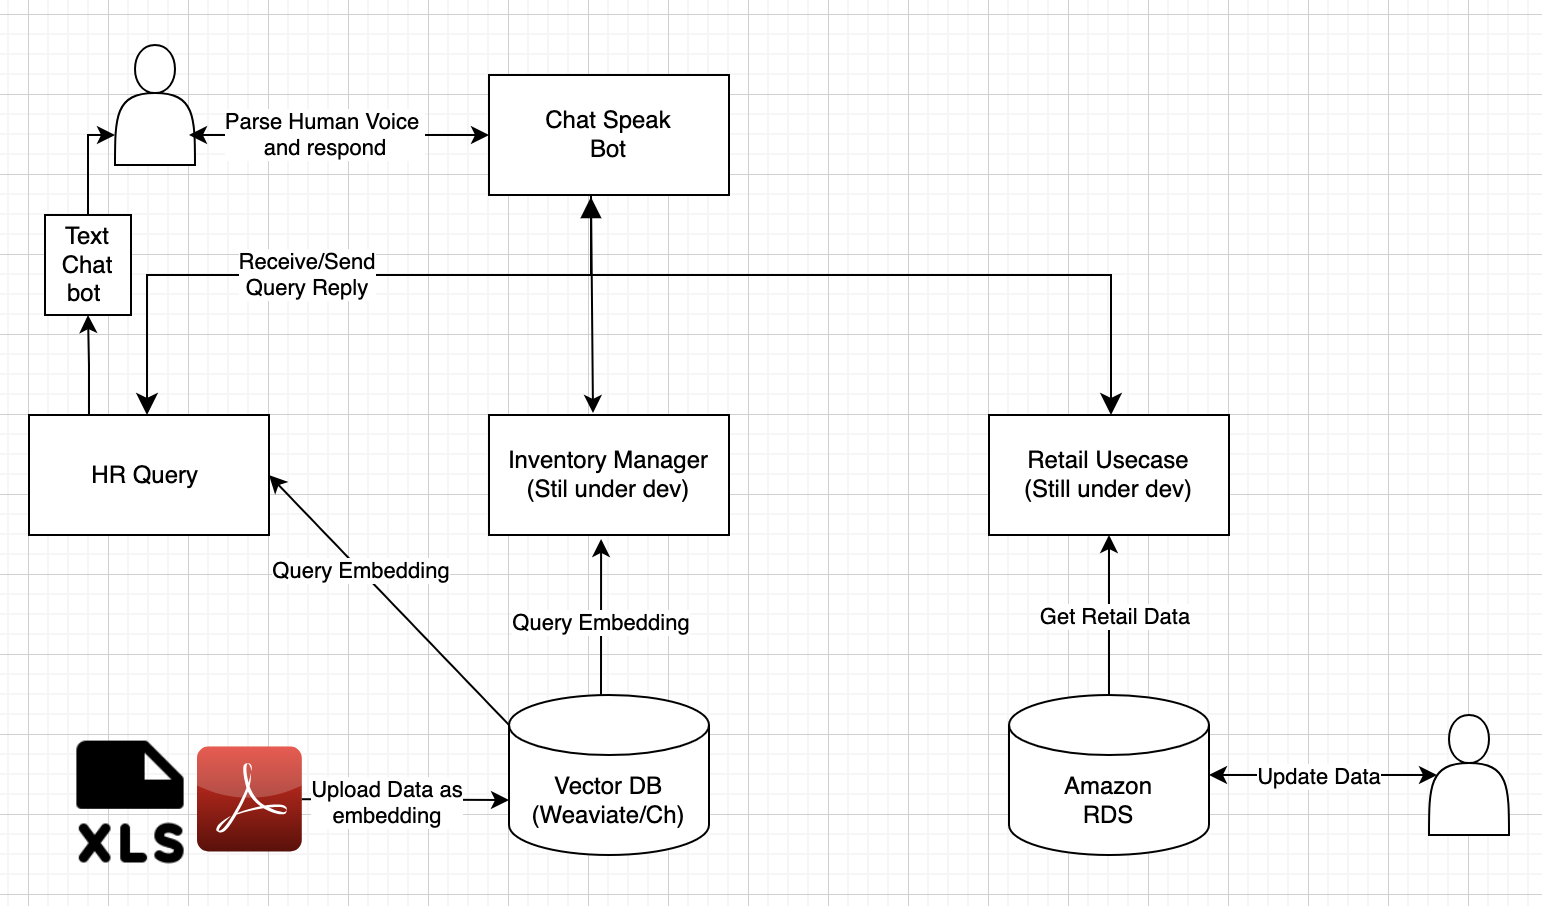 Parse Human Voice
and respond
Chat Speak
Bot
Text
Chat
bot
Receive/Send
Query Reply
HR Query
Inventory Manager
(Stil under dev)
Retail Usecase
(Still under dev)
Query Embedding
Query Embedding
Get Retail Data
XLS
Upload Data as
embedding
Vector DB
(Weaviate/Ch)
Amazon
RDS
Update Data